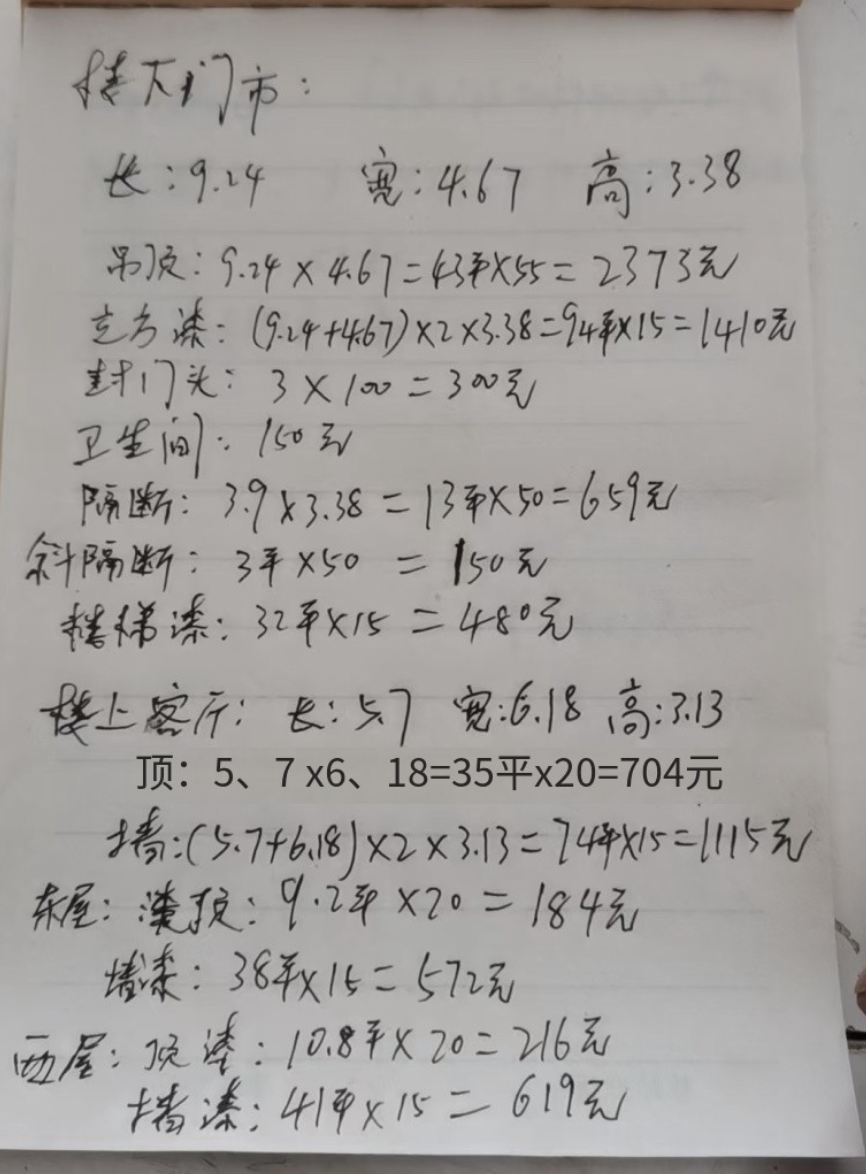 楼下门市:
长:9.24 宽:4.67 高:3.38
吊顶:9.24×4.67=43平×55=2373元
立方漆:(9.24+4.67)×2×3.38=94平×15=1410元
封门头:3×100=300元
卫生间:150元
隔断:3.9×3.38=13平×50=659元
斜隔断:3平×50=150元
楼梯漆:32平×15=480元
楼上客厅:长:5.7 宽:6.18 高:3.13
顶:5、7 x6、18=35平x20=704元
墙:(5.7+6.18)×2×3.13=74平×15=1115元
东屋:漆顶:9.2平×20=184元
墙漆:38平×15=572元
西屋:顶漆:10.8平×20=216元
墙漆:41平×15=619元